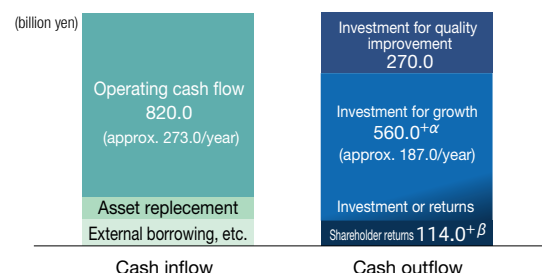 (billion yen)
Operating cash flow
820.0
(approx. 273.0/year)
Asset replecement
External borrowing, etc.
Cash inflow
Investment for quality
improvement
270.0
Investment for growth
560.0+α
(approx. 187.0/year)
Investment or returns
Shareholder returns 114.0+β
Cash outflow